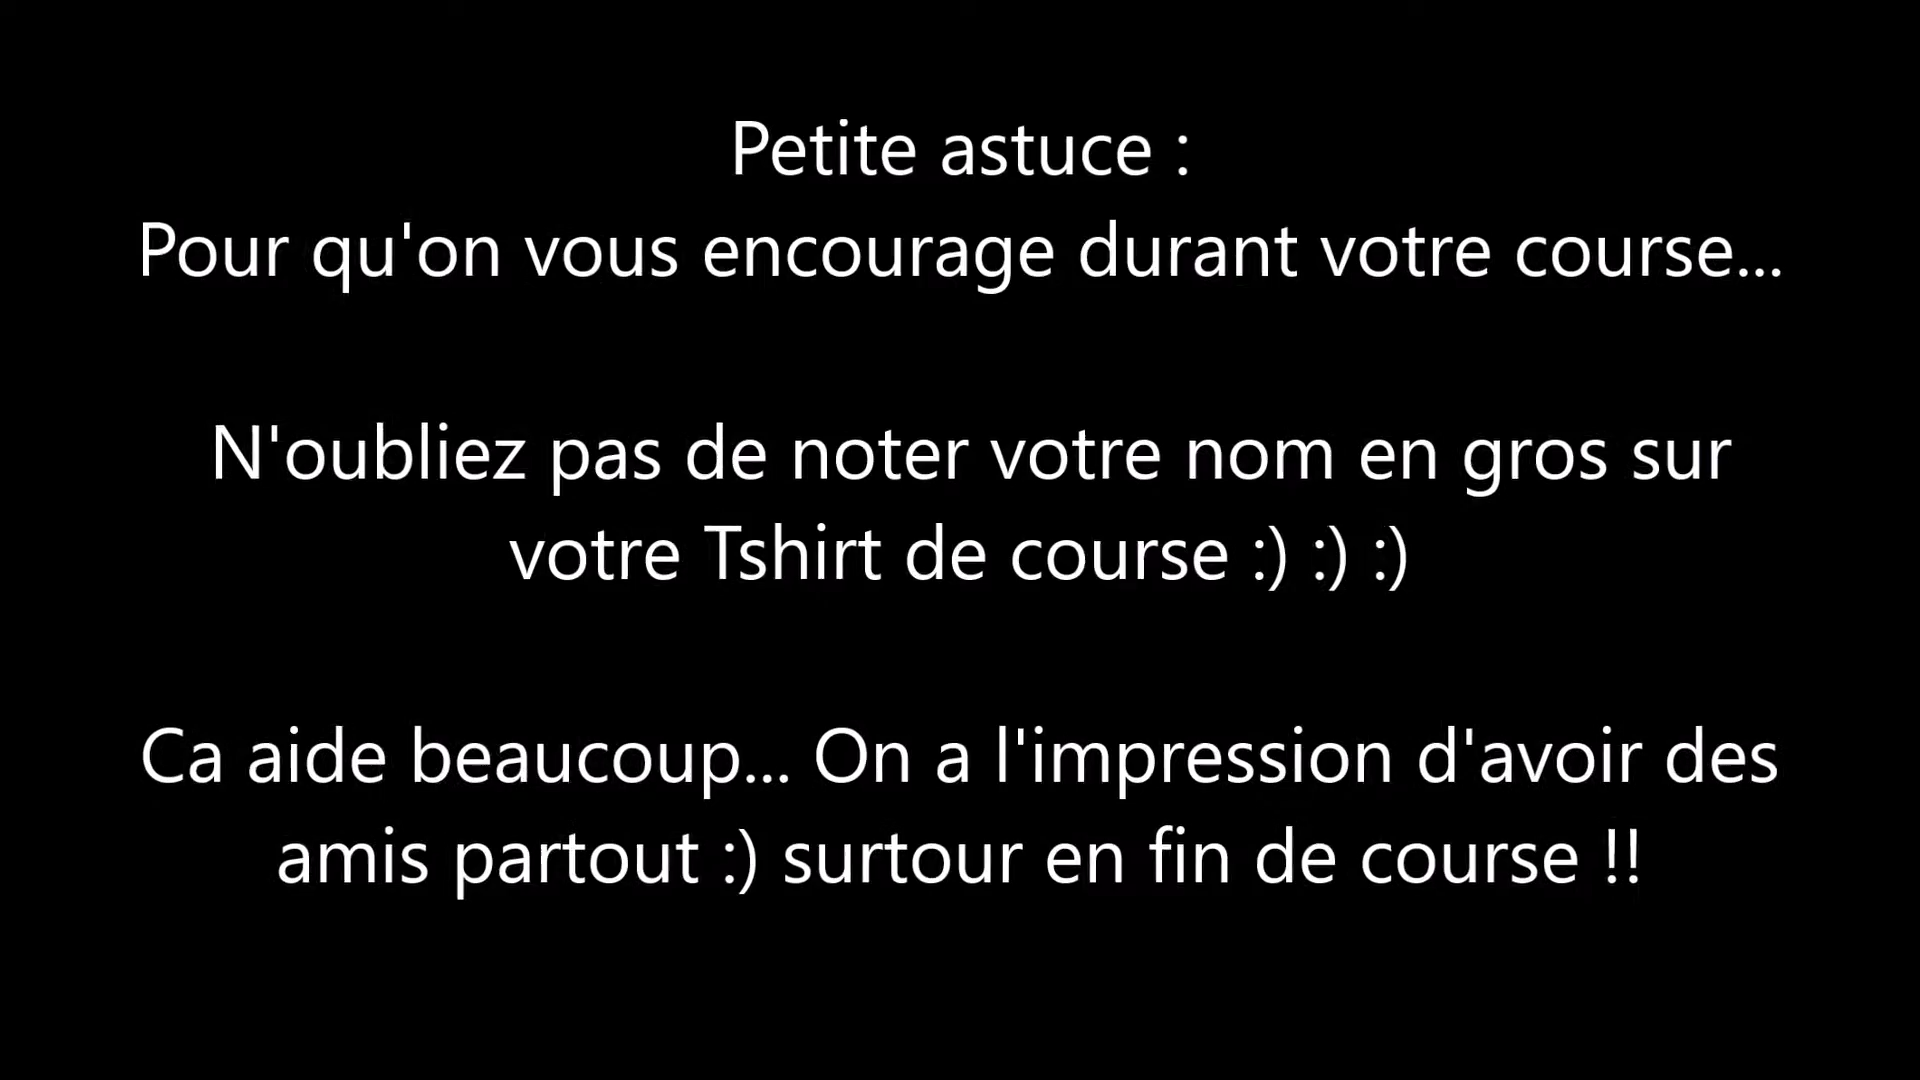 Petite astuce :
Pour qu'on vous encourage durant votre course...
N'oubliez pas de noter votre nom en gros sur
votre Tshirt de course :) :) :)
Ca aide beaucoup... On a l'impression d'avoir des
amis partout :) surtour en fin de course !!